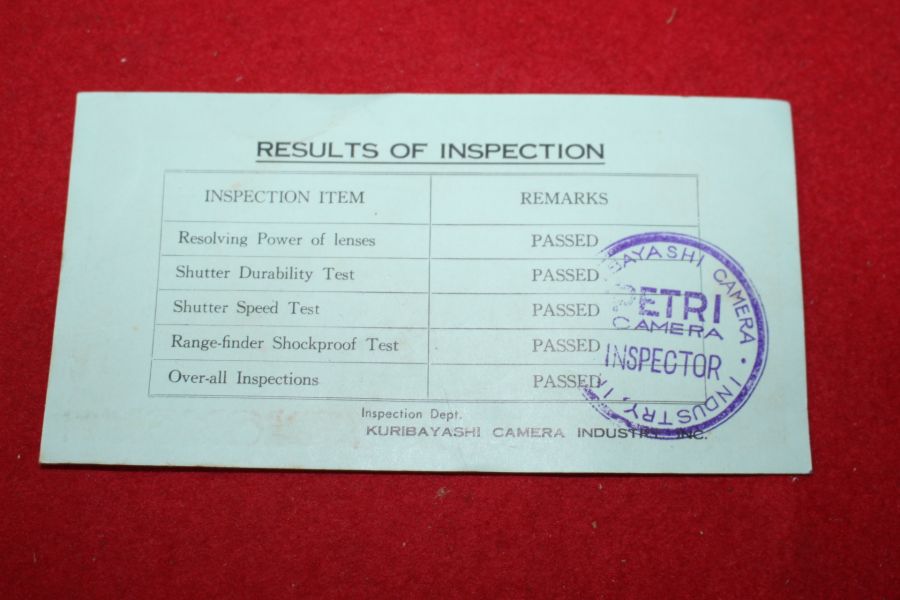 RESULTS OF INSPECTION
INSPECTION ITEM REMARKS
Resolving Power of lenses PASSED
Shutter Durability Test PASSED
Shutter Speed Test PASSED
Range-finder Shockproof Test PASSED
Over-all Inspections PASSED
Inspection Dept.
KURIBAYASHI CAMERA INDUSTRY, INC.
BAYASHI CAMERA • INDUSTRY, I
PETRI
CAMERA
INSPECTOR